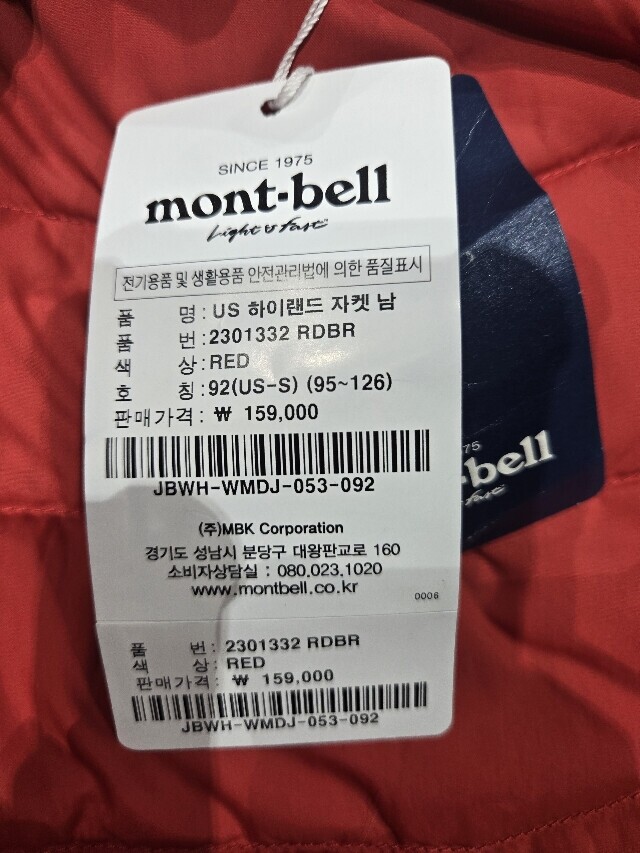 SINCE 1975
mont-bell
Light & Fast
전기용품 및 생활용품 안전관리법에 의한 품질표시
품 명 : US 하이랜드 자켓 남
품 번 : 2301332 RDBR
색 상 : RED
호 칭 : 92(US-S) (95~126)
판매가격 : ₩ 159,000
JBWH-WMDJ-053-092
(주)MBK Corporation
경기도 성남시 분당구 대왕판교로 160
소비자상담실 : 080.023.1020
www.montbell.co.kr
0006
품 번 : 2301332 RDBR
색 상 : RED
판매가격 : ₩ 159,000
JBWH-WMDJ-053-092
75
t-bell
fast